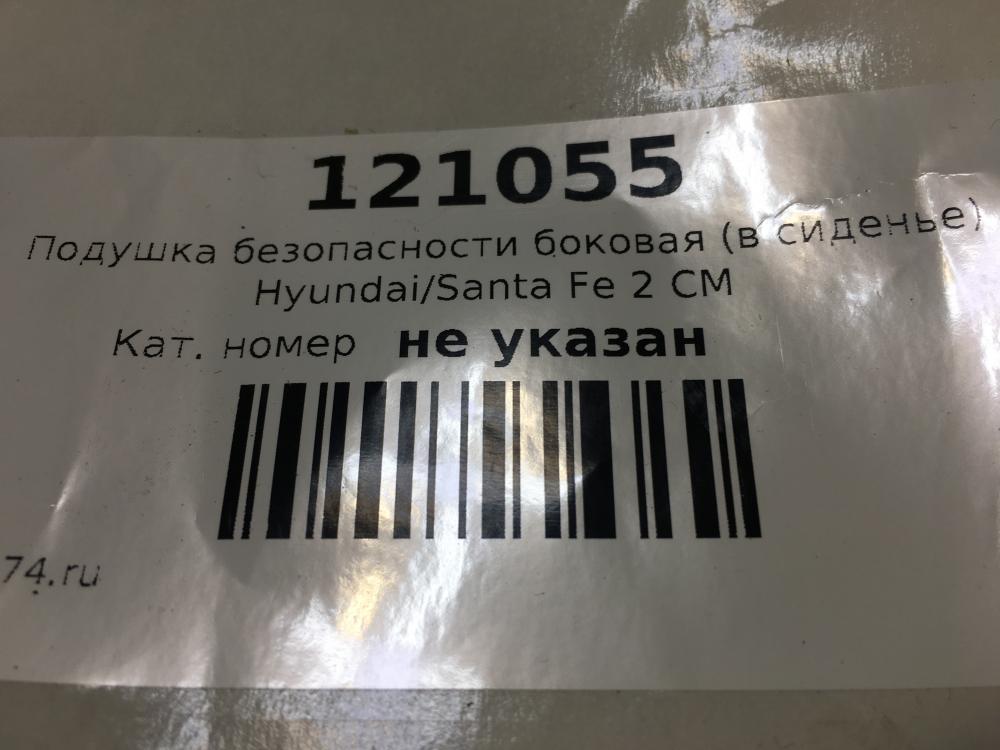 121055
Подушка безопасности боковая (в сиденье)
Hyundai/Santa Fe 2 CM
Кат. номер не указан
74.ru